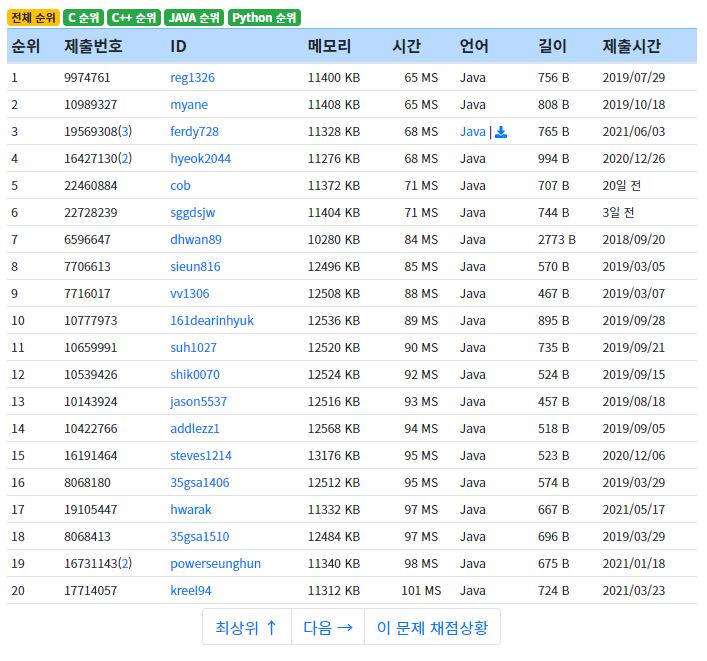 전체 순위 C 순위 C++ 순위 JAVA 순위 Python 순위
순위 제출번호 ID 메모리 시간 언어 길이 제출시간
1 9974761 reg1326 11400 KB 65 MS Java 756 B 2019/07/29
2 10989327 myane 11408 KB 65 MS Java 808 B 2019/10/18
3 19569308(3) ferdy728 11328 KB 68 MS Java | 765 B 2021/06/03
4 16427130(2) hyeok2044 11276 KB 68 MS Java 994 B 2020/12/26
5 22460884 cob 11372 KB 71 MS Java 707 B 20일 전
6 22728239 sggdsjw 11404 KB 71 MS Java 744 B 3일 전
7 6596647 dhwan89 10280 KB 84 MS Java 2773 B 2018/09/20
8 7706613 sieun816 12496 KB 85 MS Java 570 B 2019/03/05
9 7716017 vv1306 12508 KB 88 MS Java 467 B 2019/03/07
10 10777973 161dearinhyuk 12536 KB 89 MS Java 895 B 2019/09/28
11 10659991 suh1027 12520 KB 90 MS Java 735 B 2019/09/21
12 10539426 shik0070 12524 KB 92 MS Java 524 B 2019/09/15
13 10143924 jason5537 12516 KB 93 MS Java 457 B 2019/08/18
14 10422766 addlezz1 12568 KB 94 MS Java 518 B 2019/09/05
15 16191464 steves1214 13176 KB 95 MS Java 523 B 2020/12/06
16 8068180 35gsa1406 12512 KB 95 MS Java 574 B 2019/03/29
17 19105447 hwarak 11332 KB 97 MS Java 667 B 2021/05/17
18 8068413 35gsa1510 12484 KB 97 MS Java 696 B 2019/03/29
19 16731143(2) powerseunghun 11340 KB 98 MS Java 675 B 2021/01/18
20 17714057 kreel94 11312 KB 101 MS Java 724 B 2021/03/23
최상위 ↑ 다음 → 이 문제 채점상황